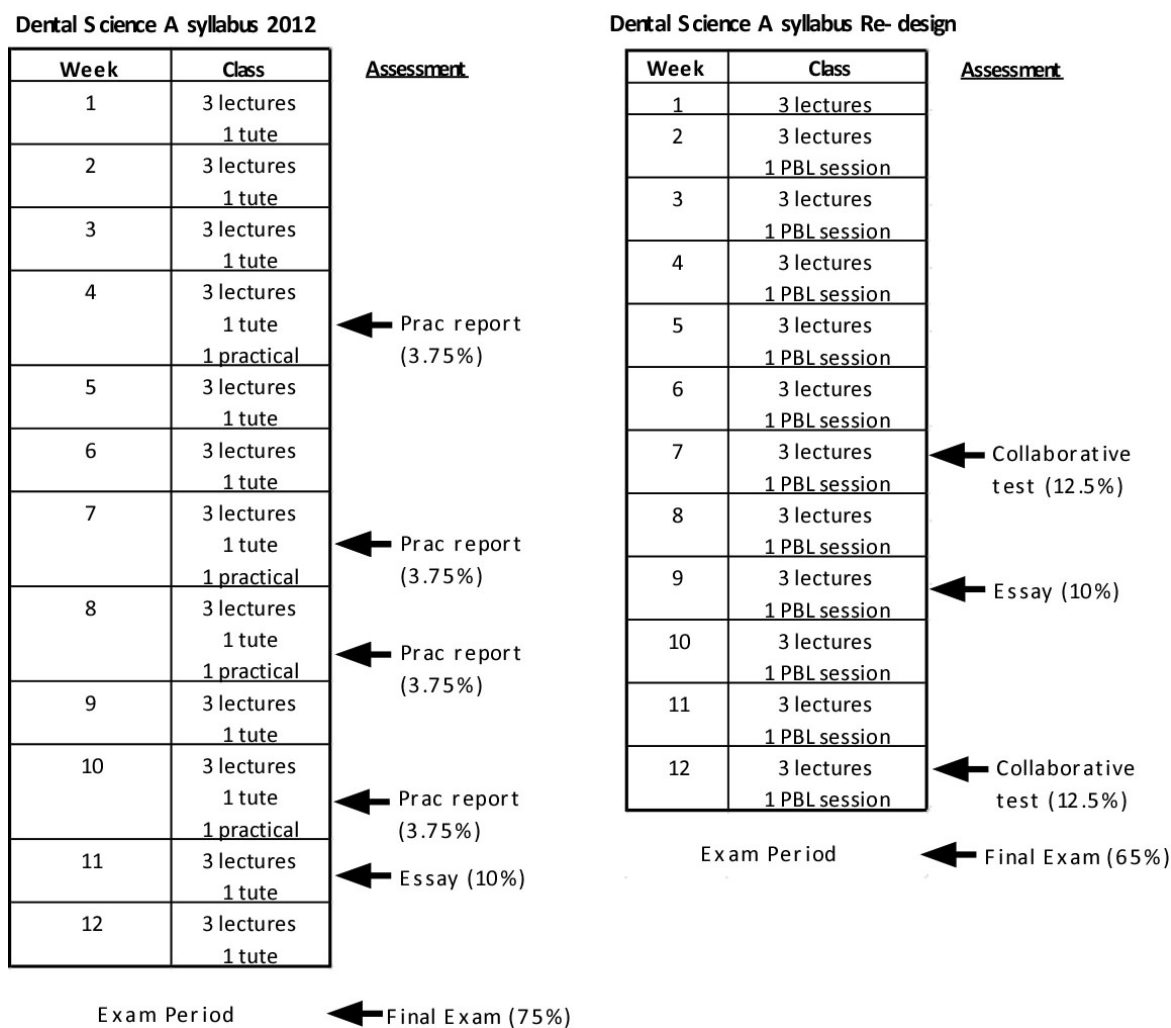 Dental Science A syllabus 2012
Week Class Assessment
1 3 lectures
1 tute
2 3 lectures
1 tute
3 3 lectures
1 tute
4 3 lectures
1 tute
1 practical
Prac report
(3.75%)
5 3 lectures
1 tute
6 3 lectures
1 tute
7 3 lectures
1 tute
1 practical
Prac report
(3.75%)
8 3 lectures
1 tute
1 practical
Prac report
(3.75%)
9 3 lectures
1 tute
10 3 lectures
1 tute
1 practical
Prac report
(3.75%)
11 3 lectures
1 tute
Essay (10%)
12 3 lectures
1 tute
Exam Period Final Exam (75%)
Dental Science A syllabus Re- design
Week Class Assessment
1 3 lectures
2 3 lectures
1 PBL session
3 3 lectures
1 PBL session
4 3 lectures
1 PBL session
5 3 lectures
1 PBL session
6 3 lectures
1 PBL session
7 3 lectures
1 PBL session
Collaborative
test (12.5%)
8 3 lectures
1 PBL session
9 3 lectures
1 PBL session
Essay (10%)
10 3 lectures
1 PBL session
11 3 lectures
1 PBL session
12 3 lectures
1 PBL session
Collaborative
test (12.5%)
Exam Period Final Exam (65%)